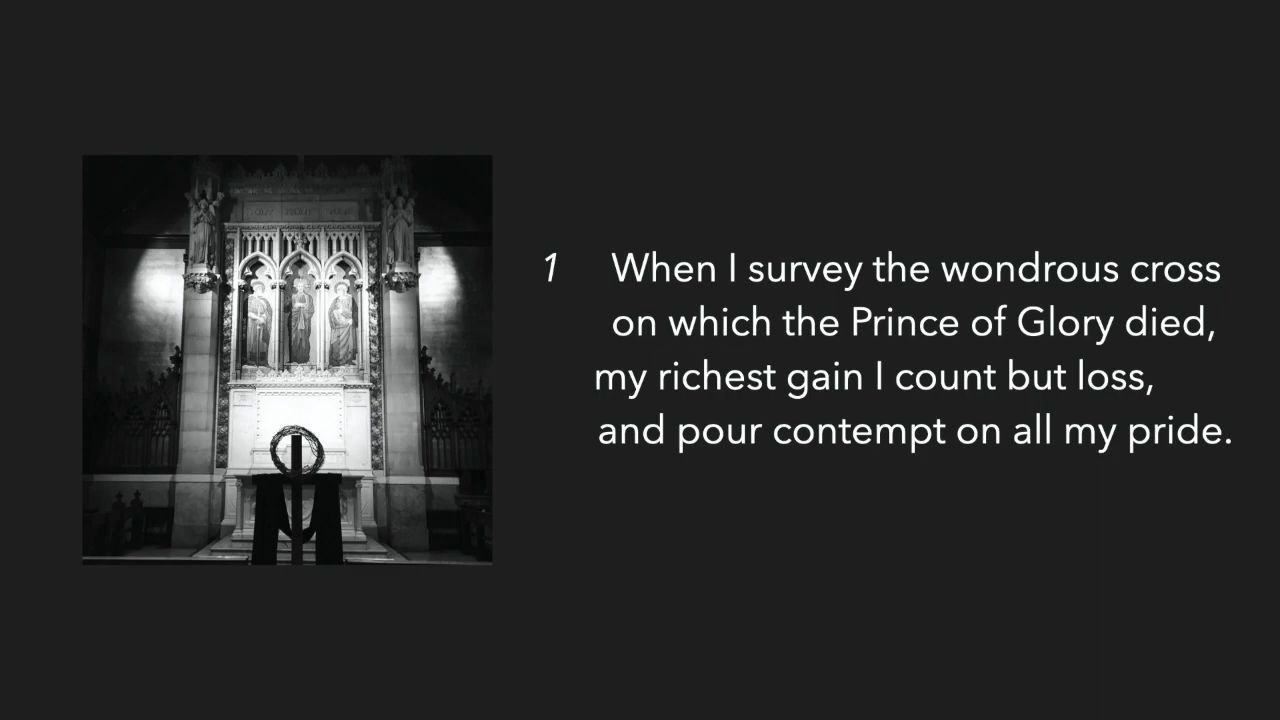 1 When I survey the wondrous cross
on which the Prince of Glory died,
my richest gain I count but loss,
and pour contempt on all my pride.